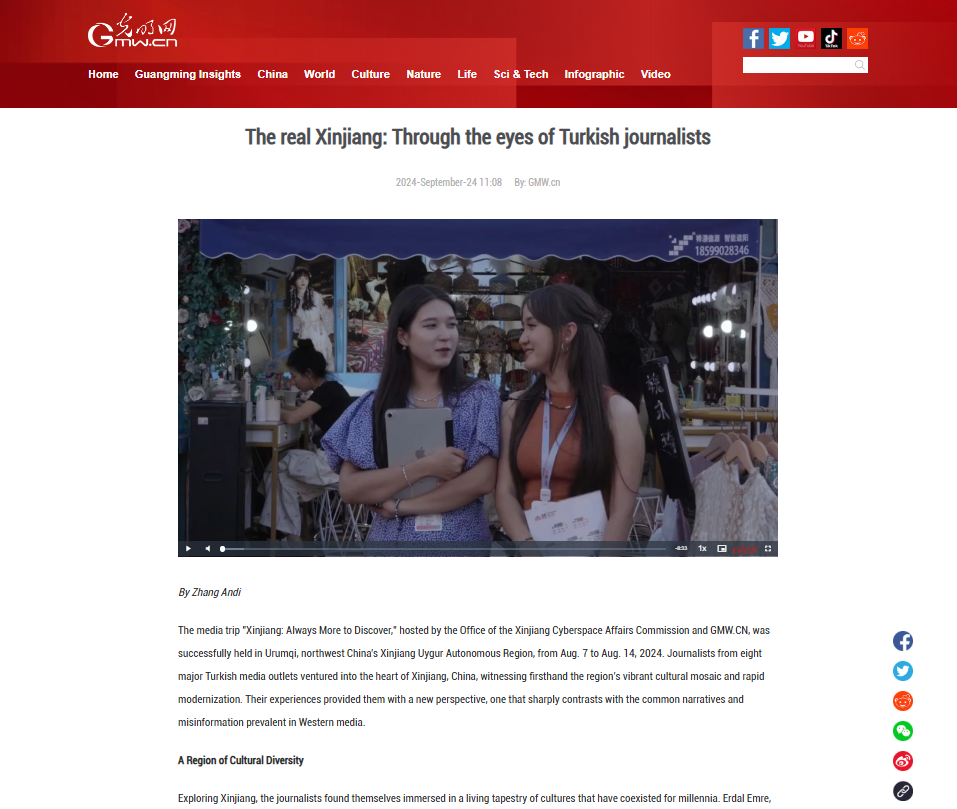 光明网
GMW.CN
Home Guangming Insights China World Culture Nature Life Sci & Tech Infographic Video
YouTube
TikTok
The real Xinjiang: Through the eyes of Turkish journalists
2024-September-24 11:08 By: GMW.cn
18599028346
-8:33 1x
By Zhang Andi
The media trip "Xinjiang: Always More to Discover," hosted by the Office of the Xinjiang Cyberspace Affairs Commission and GMW.CN, was
successfully held in Urumqi, northwest China's Xinjiang Uygur Autonomous Region, from Aug. 7 to Aug. 14, 2024. Journalists from eight
major Turkish media outlets ventured into the heart of Xinjiang, China, witnessing firsthand the region's vibrant cultural mosaic and rapid
modernization. Their experiences provided them with a new perspective, one that sharply contrasts with the common narratives and
misinformation prevalent in Western media.
A Region of Cultural Diversity
Exploring Xinjiang, the journalists found themselves immersed in a living tapestry of cultures that have coexisted for millennia. Erdal Emre,